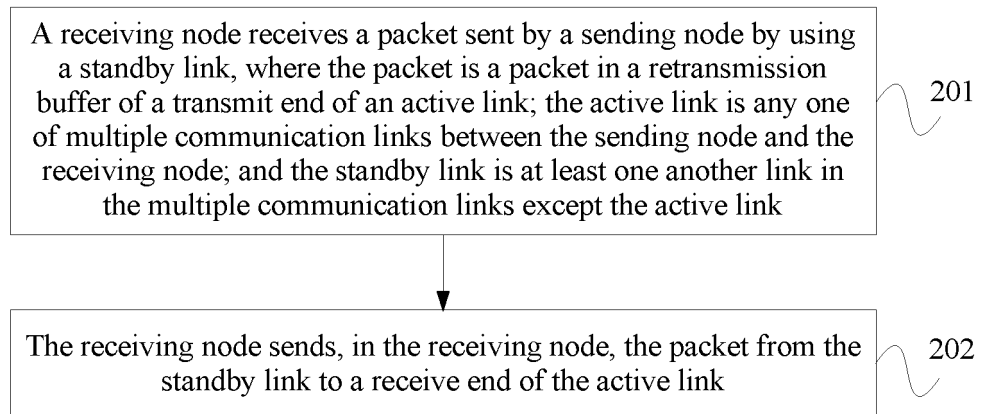 A receiving node receives a packet sent by a sending node by using
a standby link, where the packet is a packet in a retransmission
buffer of a transmit end of an active link; the active link is any one
of multiple communication links between the sending node and the
receiving node; and the standby link is at least one another link in
the multiple communication links except the active link
201
The receiving node sends, in the receiving node, the packet from the
standby link to a receive end of the active link
202